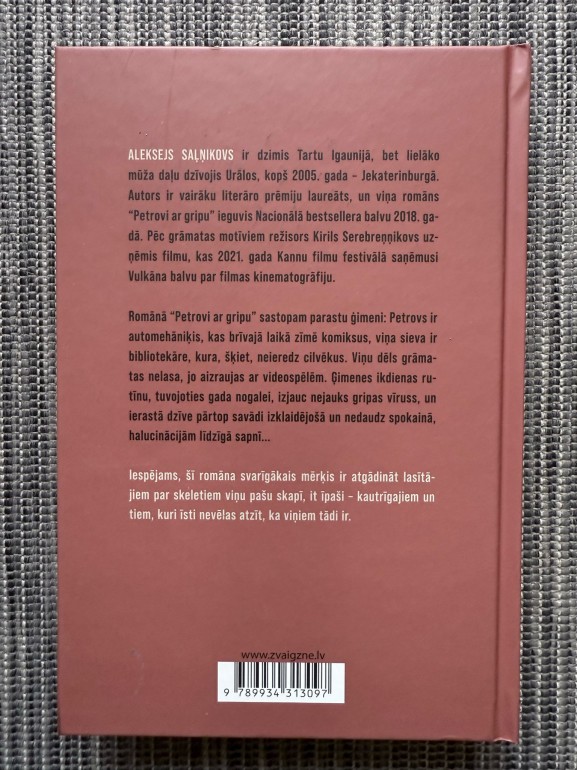 ALEKSEJS SAĻŅIKOVS ir dzimis Tartu Igaunijā, bet lielāko
mūža daļu dzīvojis Urālos, kopš 2005. gada – Jekaterinburgā.
Autors ir vairāku literāro prēmiju laureāts, un viņa romāns
“Petrovi ar gripu” ieguvis Nacionālā bestsellera balvu 2018. ga-
dā. Pēc grāmatas motīviem režisors Kirils Serebreņņikovs uz-
ņēmis filmu, kas 2021. gada Kannu filmu festivālā saņēmusi
Vulkāna balvu par filmas kinematogrāfiju.
Romānā “Petrovi ar gripu” sastopam parastu ģimeni: Petrovs ir
automehāniķis, kas brīvajā laikā zīmē komiksus, viņa sieva ir
bibliotekāre, kura, šķiet, neieredz cilvēkus. Viņu dēls grāma-
tas nelasa, jo aizraujas ar videospēlēm. Ģimenes ikdienas ru-
tīnu, tuvojoties gada nogalei, izjauc nejauks gripas vīruss, un
ierastā dzīve pārtop savādi izklaidējošā un nedaudz spokainā,
halucinācijām līdzīgā sapnī...
Iespējams, šī romāna svarīgākais mērķis ir atgādināt lasītā-
jiem par skeletiem viņu pašu skapī, it īpaši – kautrīgajiem un
tiem, kuri īsti nevēlas atzīt, ka viņiem tādi ir.
www.zvaigzne.lv
9 789934 313097